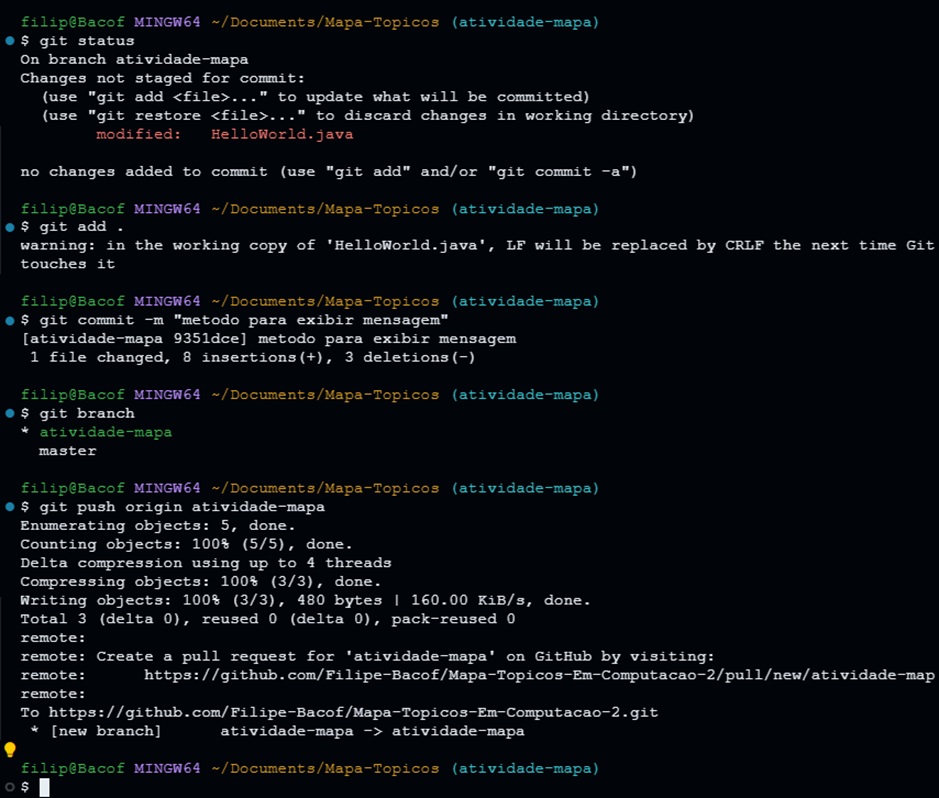 filip@Bacof MINGW64 ~/Documents/Mapa-Topicos (atividade-mapa)
$ git status
On branch atividade-mapa
Changes not staged for commit:
  (use "git add <file>..." to update what will be committed)
  (use "git restore <file>..." to discard changes in working directory)
        modified:   HelloWorld.java

no changes added to commit (use "git add" and/or "git commit -a")

filip@Bacof MINGW64 ~/Documents/Mapa-Topicos (atividade-mapa)
$ git add .
warning: in the working copy of 'HelloWorld.java', LF will be replaced by CRLF the next time Git
touches it

filip@Bacof MINGW64 ~/Documents/Mapa-Topicos (atividade-mapa)
$ git commit -m "metodo para exibir mensagem"
[atividade-mapa 9351dce] metodo para exibir mensagem
 1 file changed, 8 insertions(+), 3 deletions(-)

filip@Bacof MINGW64 ~/Documents/Mapa-Topicos (atividade-mapa)
$ git branch
* atividade-mapa
  master

filip@Bacof MINGW64 ~/Documents/Mapa-Topicos (atividade-mapa)
$ git push origin atividade-mapa
Enumerating objects: 5, done.
Counting objects: 100% (5/5), done.
Delta compression using up to 4 threads
Compressing objects: 100% (3/3), done.
Writing objects: 100% (3/3), 480 bytes | 160.00 KiB/s, done.
Total 3 (delta 0), reused 0 (delta 0), pack-reused 0
remote:
remote: Create a pull request for 'atividade-mapa' on GitHub by visiting:
remote:      https://github.com/Filipe-Bacof/Mapa-Topicos-Em-Computacao-2/pull/new/atividade-map
remote:
To https://github.com/Filipe-Bacof/Mapa-Topicos-Em-Computacao-2.git
 * [new branch]      atividade-mapa -> atividade-mapa

filip@Bacof MINGW64 ~/Documents/Mapa-Topicos (atividade-mapa)
$